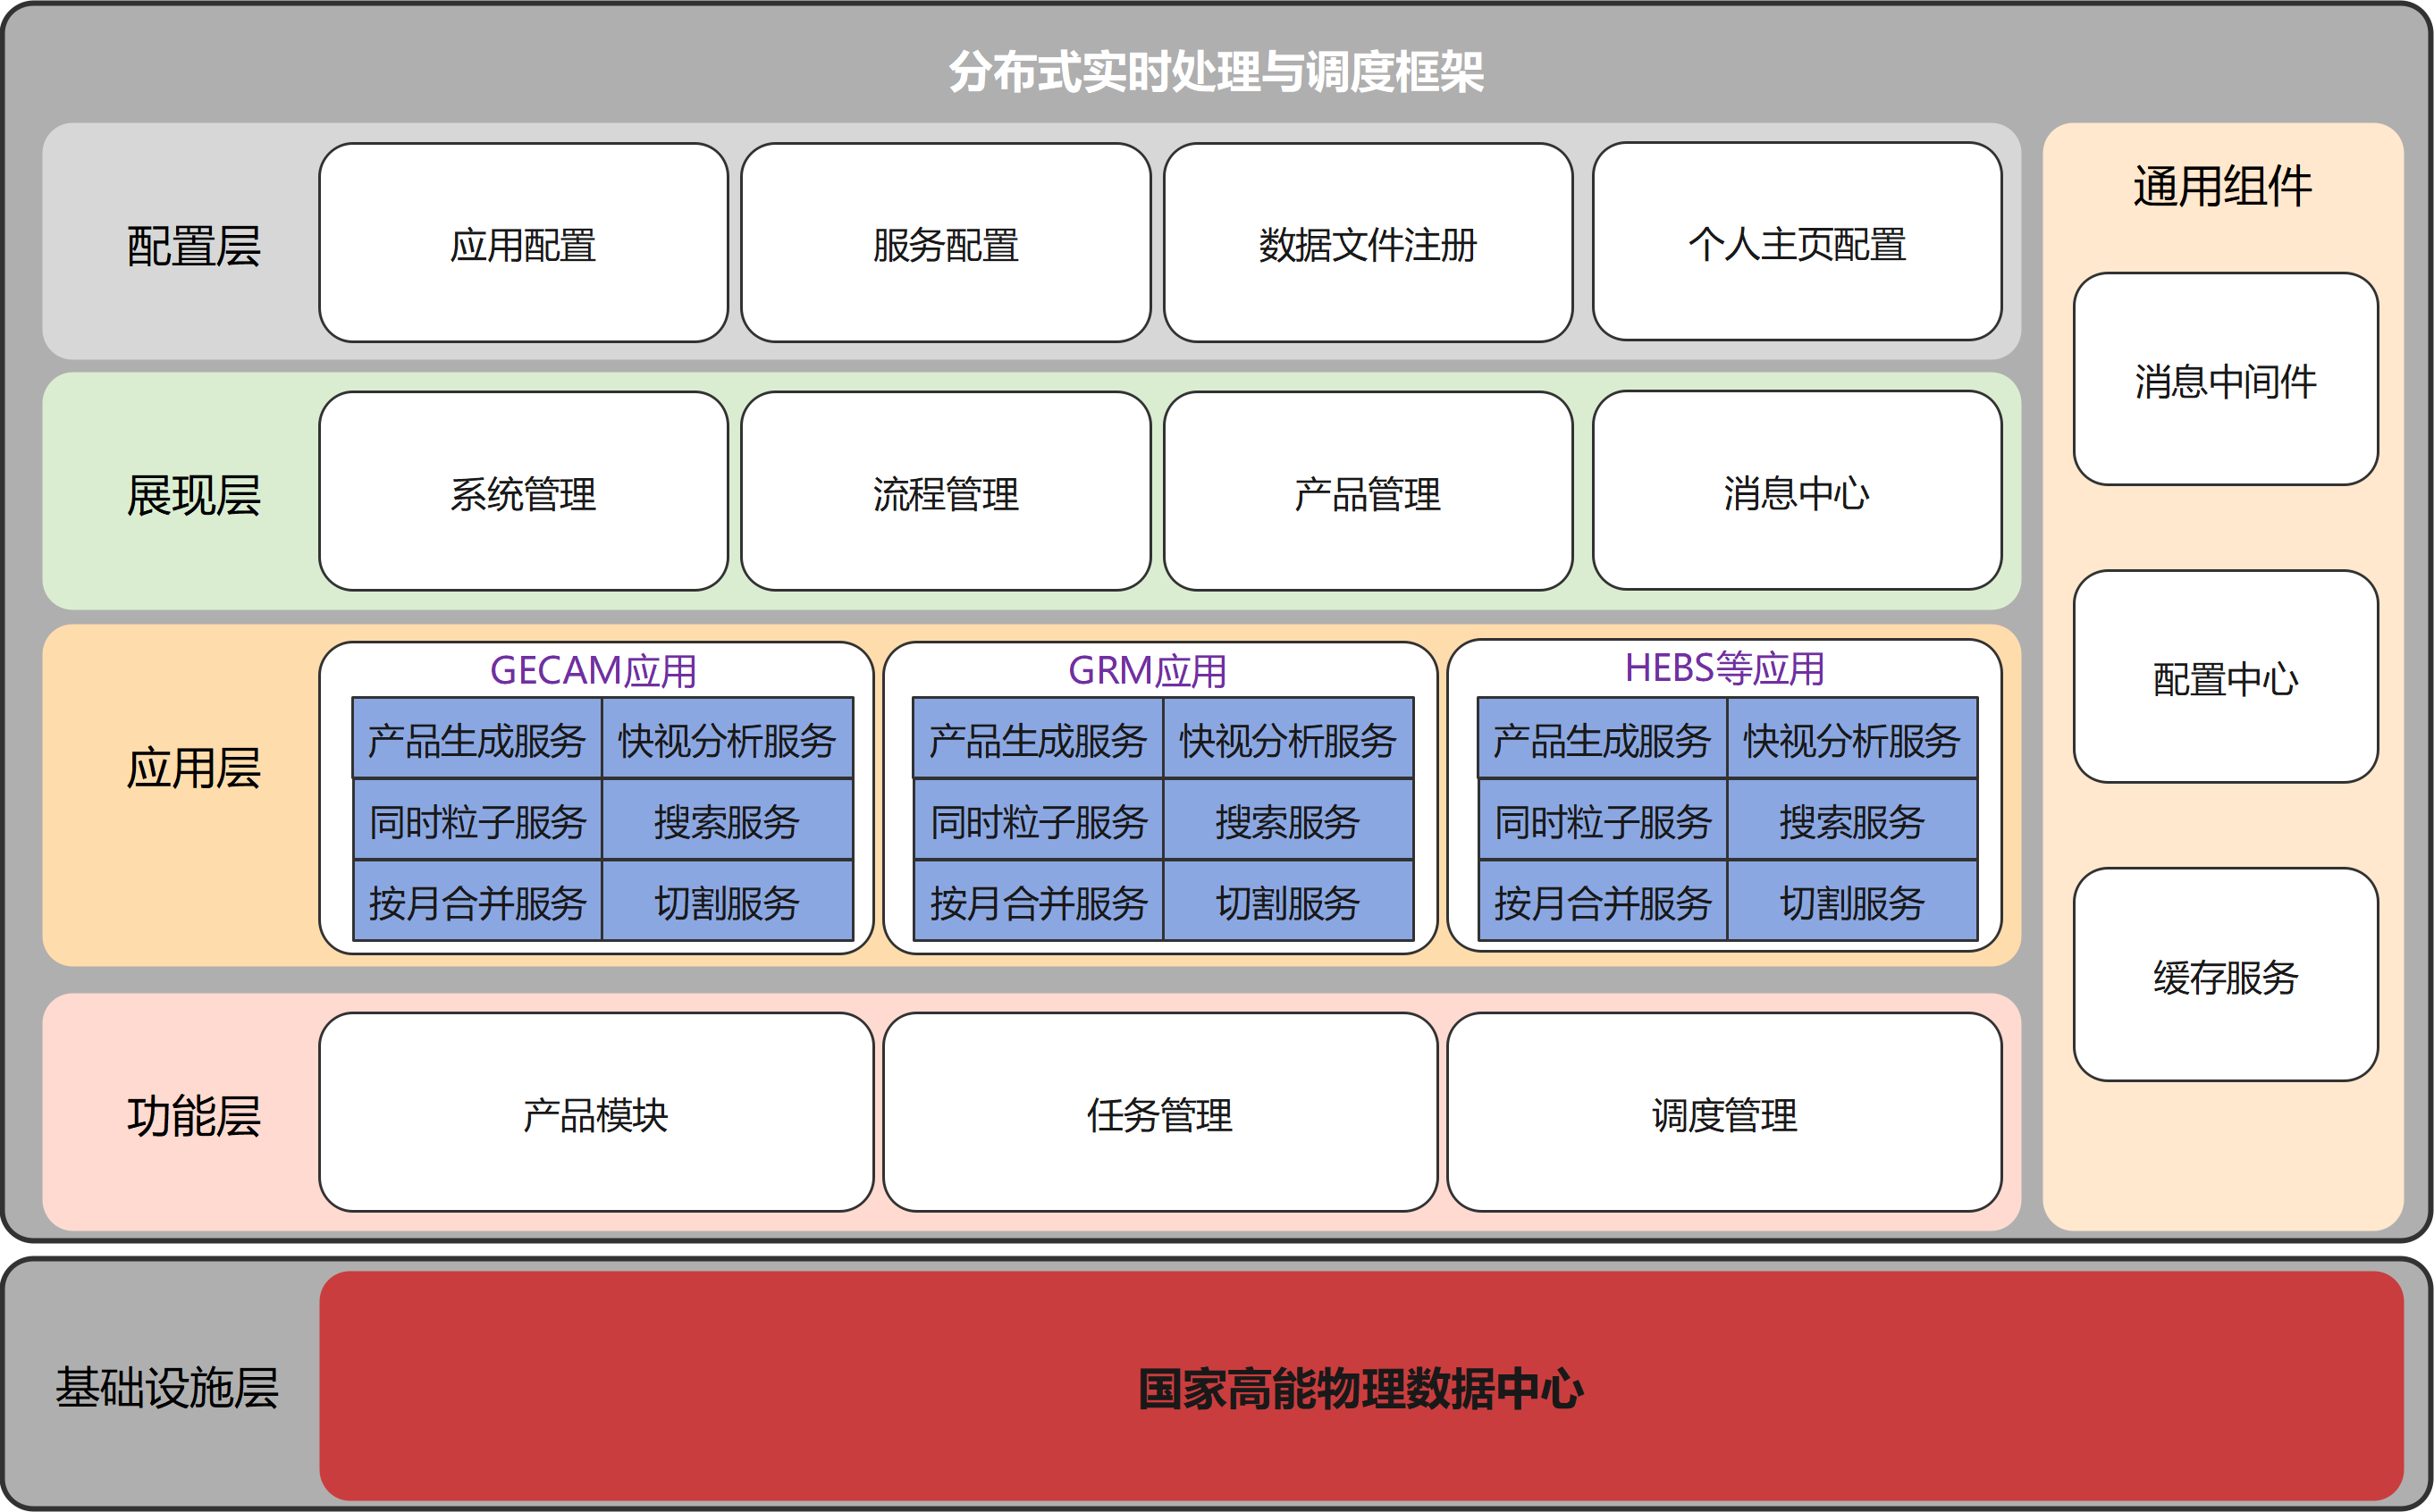 分布式实时处理与调度框架
配置层
应用配置
服务配置
数据文件注册
个人主页配置
展现层
系统管理
流程管理
产品管理
消息中心
应用层
GECAM应用
产品生成服务
快视分析服务
同时粒子服务
搜索服务
按月合并服务
切割服务
GRM应用
产品生成服务
快视分析服务
同时粒子服务
搜索服务
按月合并服务
切割服务
HEBS等应用
产品生成服务
快视分析服务
同时粒子服务
搜索服务
按月合并服务
切割服务
功能层
产品模块
任务管理
调度管理
通用组件
消息中间件
配置中心
缓存服务
基础设施层
国家高能物理数据中心